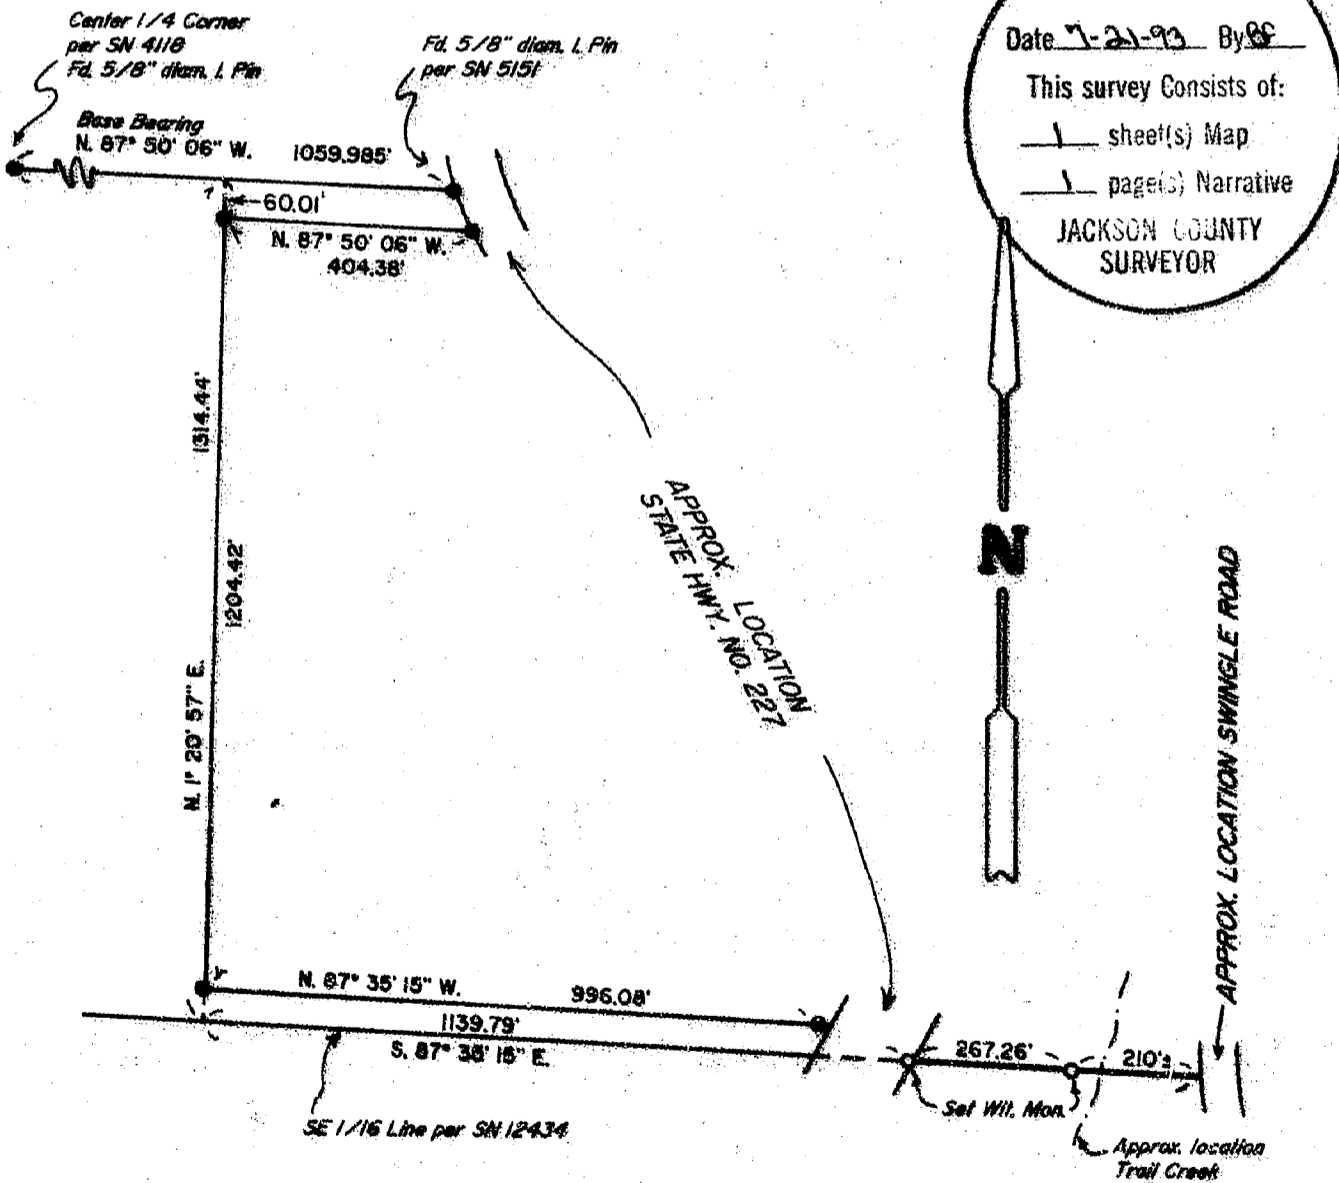 Center 1/4 Corner
per SN 4118
Fd. 5/8" diam. I. Pin
Fd. 5/8" diam. I. Pin
per SN 5151
Date 7-21-93 By
This survey Consists of:
1 sheet(s) Map
1 page(s) Narrative
JACKSON COUNTY
SURVEYOR
Base Bearing
N. 87° 50' 06" W. 1059.985'
60.01'
N. 87° 50' 06" W.
404.38'
1314.44'
1204.42'
N. 1° 20' 57" E.
APPROX. LOCATION
STATE HWY. NO. 227
N
APPROX. LOCATION SWINGLE ROAD
N. 87° 35' 15" W. 996.08'
1139.79'
S. 87° 35' 15" E.
267.26'
210'±
Set Wit. Mon.
SE 1/16 Line per SN 12434
Approx. location
Trail Creek